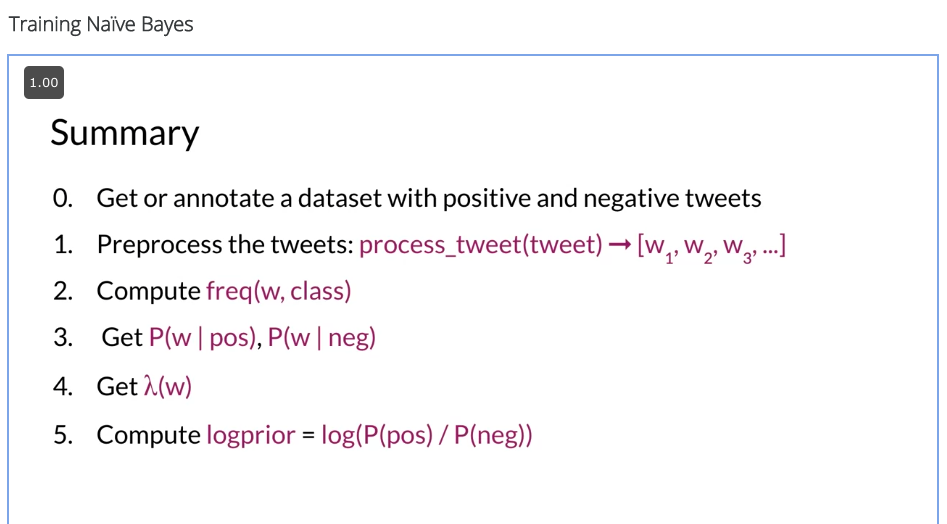 Training Naïve Bayes
1.00
Summary
0. Get or annotate a dataset with positive and negative tweets
1. Preprocess the tweets: process_tweet(tweet) ➞ [w₁, w₂, w₃, ...]
2. Compute freq(w, class)
3. Get P(w | pos), P(w | neg)
4. Get λ(w)
5. Compute logprior = log(P(pos) / P(neg))